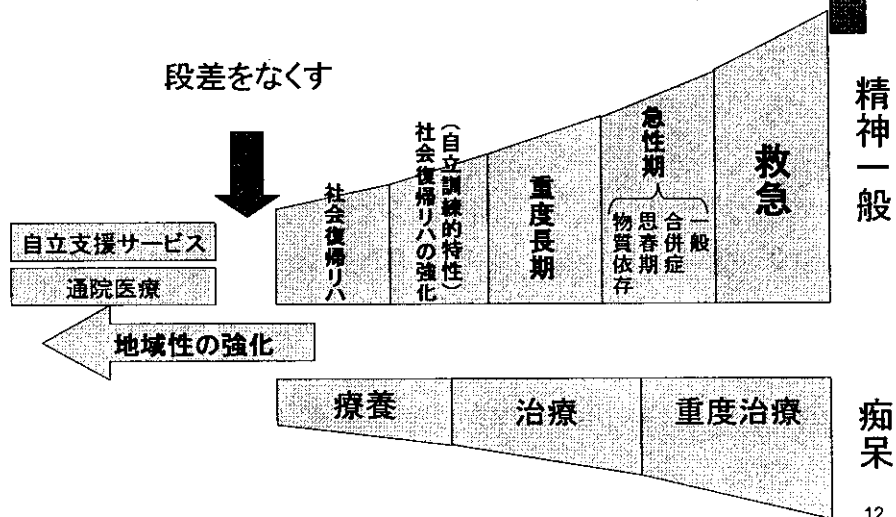 段差をなくす
自立支援サービス
通院医療
地域性の強化
社会復帰リハ
社会復帰リハの強化
(自立訓練的特性)
重度長期
急性期
一般
合併症
思春期
物質依存
救急
精神一般
療養
治療
重度治療
痴呆
12